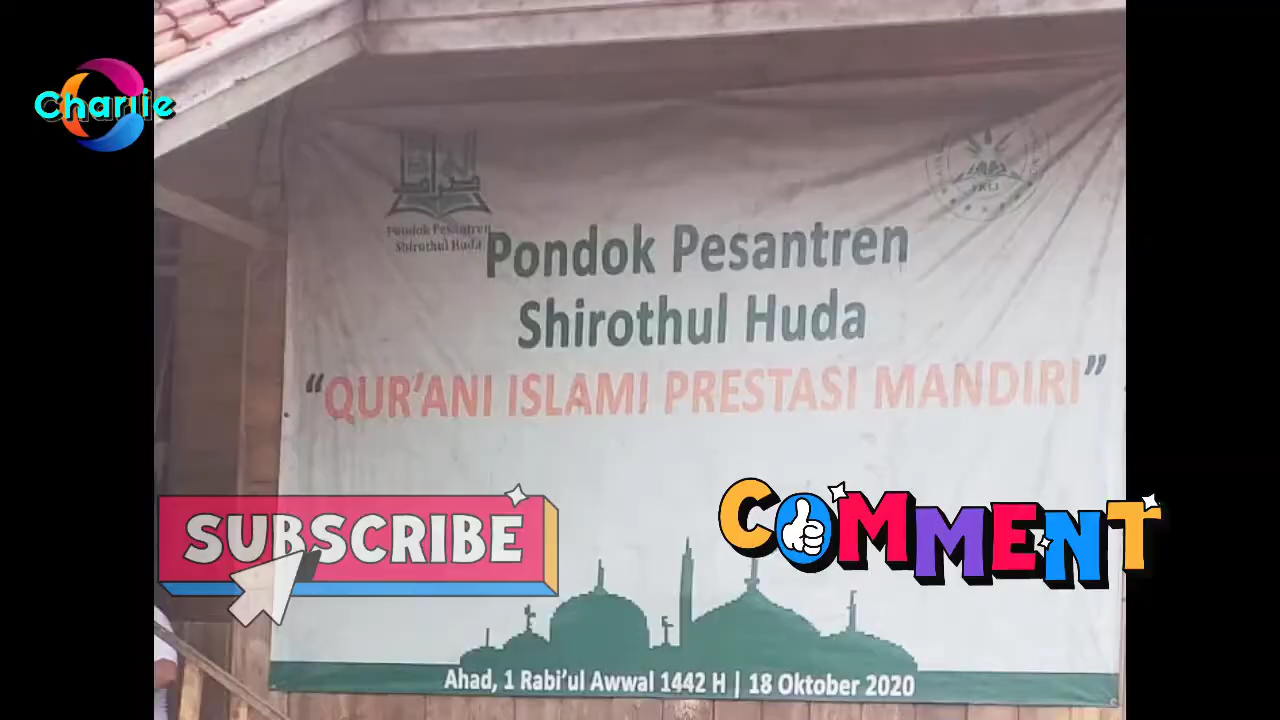 Charlie
Pondok Pesantren
Shirothul Huda
Pondok Pesantren
Shirothul Huda
"QUR'ANI ISLAMI PRESTASI MANDIRI"
SUBSCRIBE
COMMENT
Ahad, 1 Rabi'ul Awwal 1442 H | 18 Oktober 2020